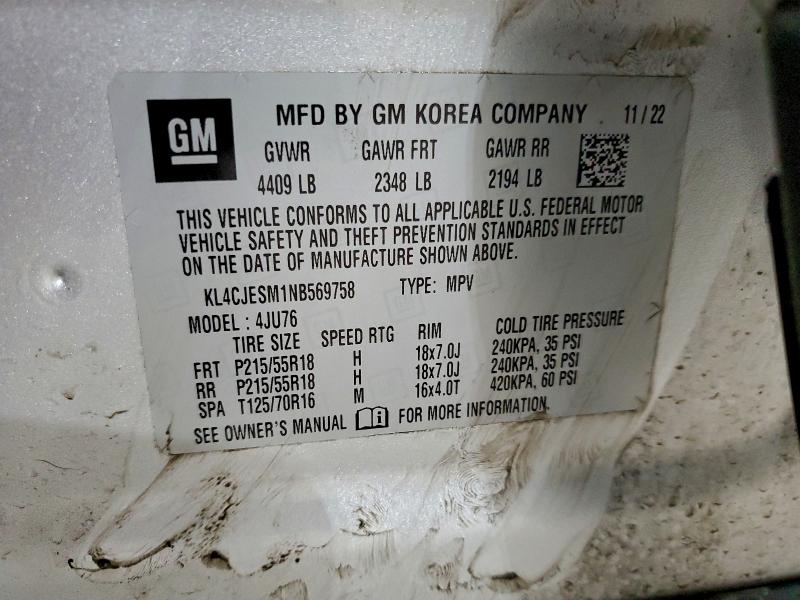 GM
MFD BY GM KOREA COMPANY 11/22
GVWR GAWR FRT GAWR RR
4409 LB 2348 LB 2194 LB
THIS VEHICLE CONFORMS TO ALL APPLICABLE U.S. FEDERAL MOTOR
VEHICLE SAFETY AND THEFT PREVENTION STANDARDS IN EFFECT
ON THE DATE OF MANUFACTURE SHOWN ABOVE.
KL4CJESM1NB569758 TYPE: MPV
MODEL : 4JU76
TIRE SIZE SPEED RTG RIM COLD TIRE PRESSURE
FRT P215/55R18 H 18x7.0J 240KPA, 35 PSI
RR P215/55R18 H 18x7.0J 240KPA, 35 PSI
SPA T125/70R16 M 16x4.0T 420KPA, 60 PSI
SEE OWNER'S MANUAL FOR MORE INFORMATION.